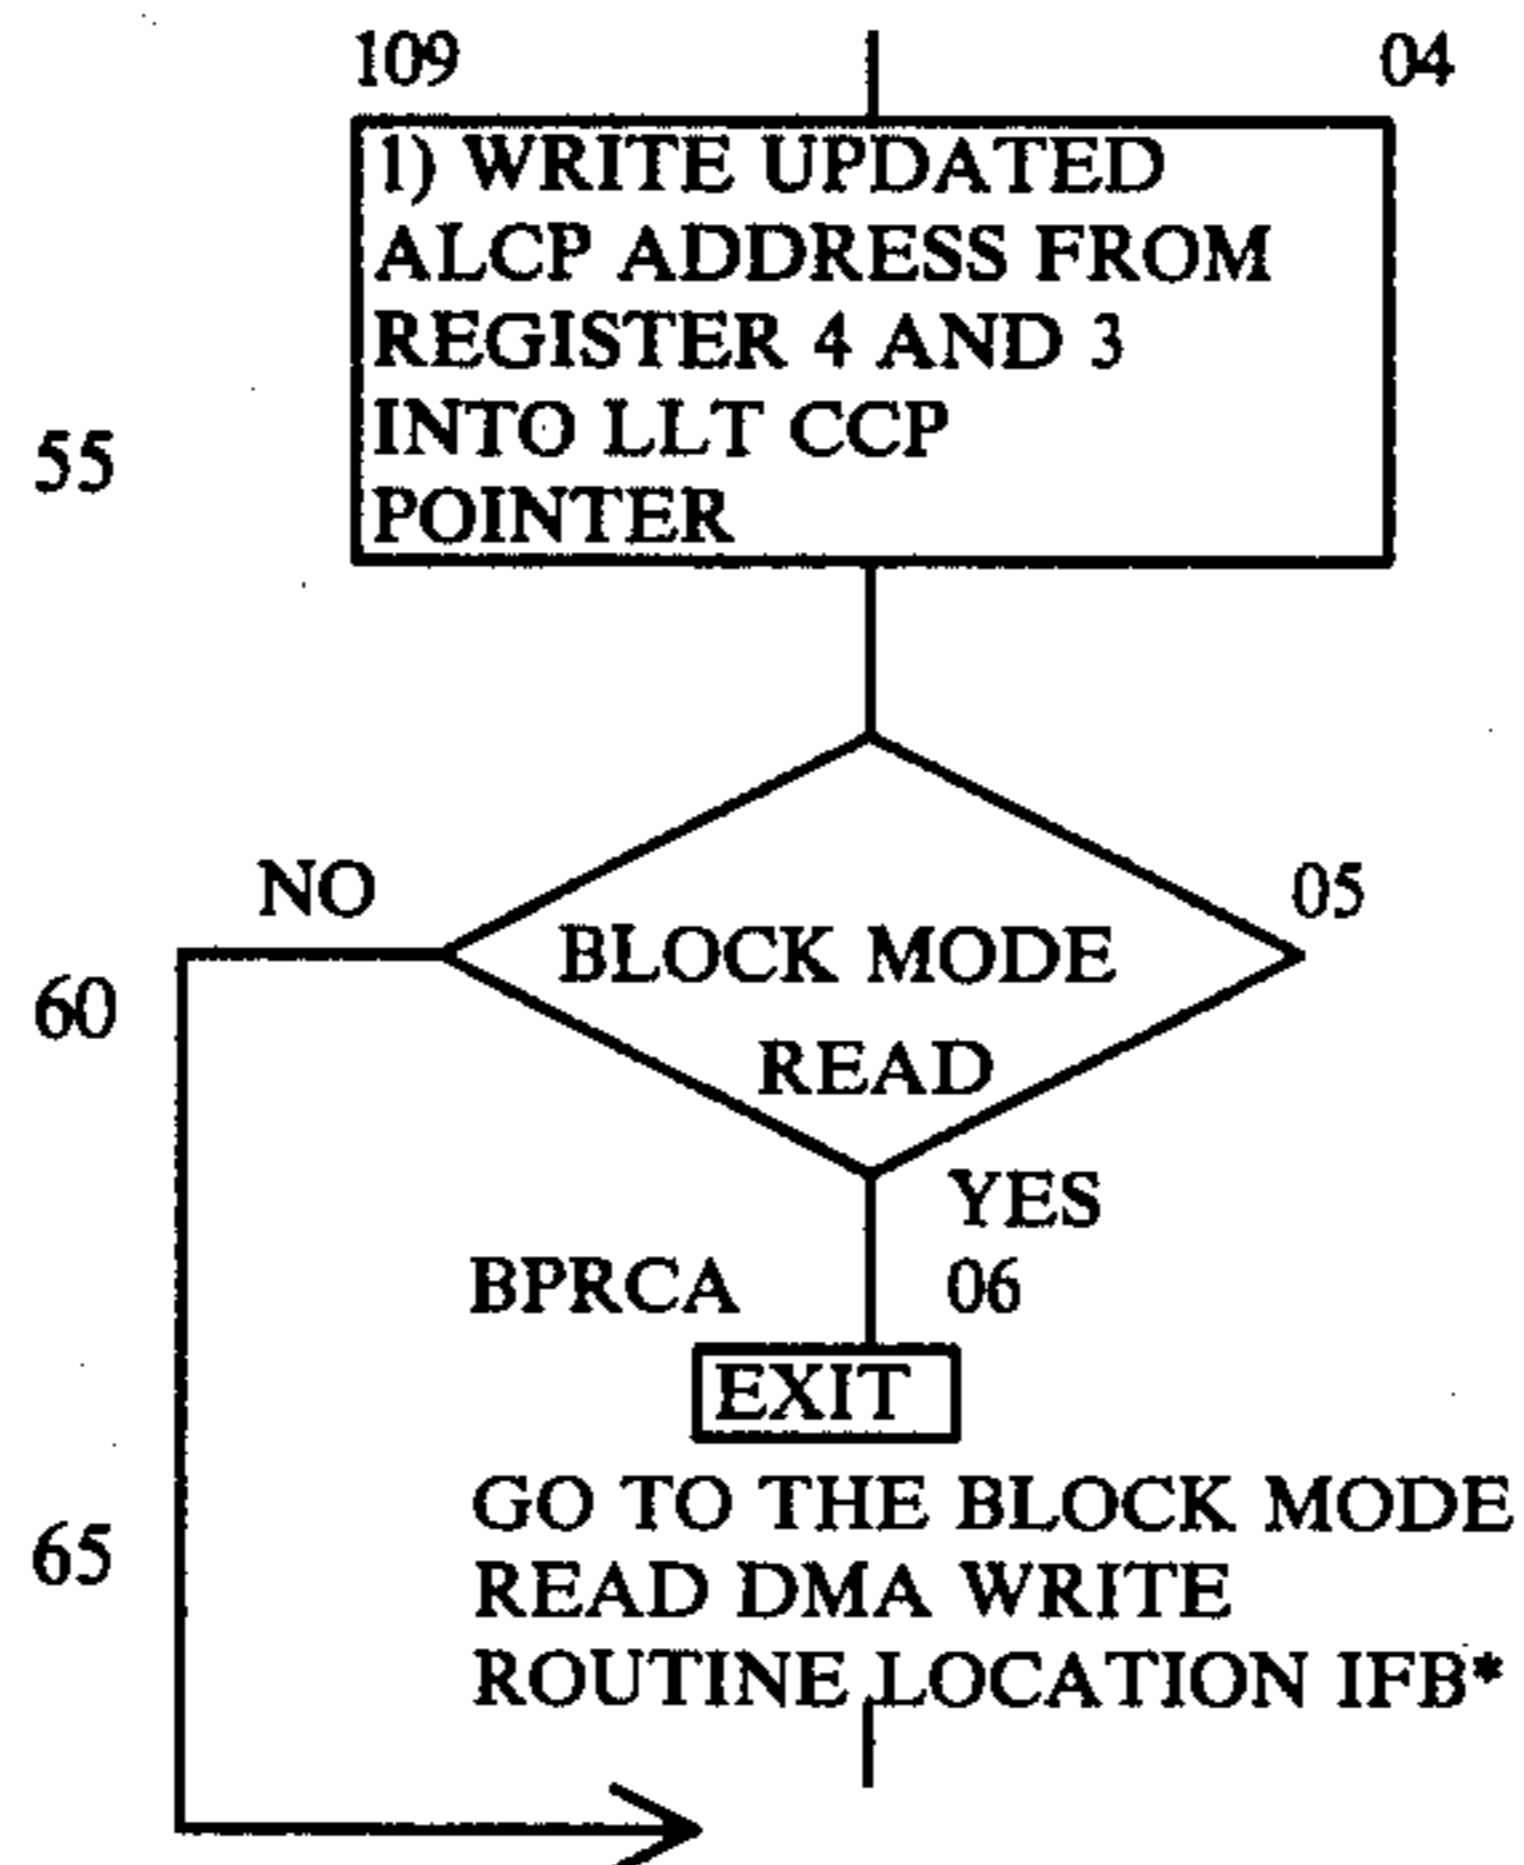 109 04
1) WRITE UPDATED
ALCP ADDRESS FROM
REGISTER 4 AND 3
INTO LLT CCP
55
POINTER
NO 05
BLOCK MODE
60
READ
YES
BPRCA 06
EXIT
GO TO THE BLOCK MODE
65
READ DMA WRITE
ROUTINE LOCATION IFB*